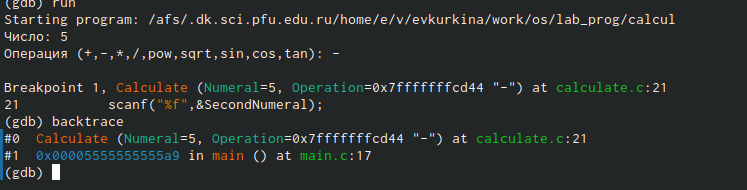 (gdb) run
Starting program: /afs/.dk.sci.pfu.edu.ru/home/e/v/evkurkina/work/os/lab_prog/calcul
Число: 5
Операция (+,-,*,/,pow,sqrt,sin,cos,tan): -
Breakpoint 1, Calculate (Numeral=5, Operation=0x7fffffffcd44 "-") at calculate.c:21
21 scanf("%f",&SecondNumeral);
(gdb) backtrace
#0 Calculate (Numeral=5, Operation=0x7fffffffcd44 "-") at calculate.c:21
#1 0x00005555555555a9 in main () at main.c:17
(gdb)